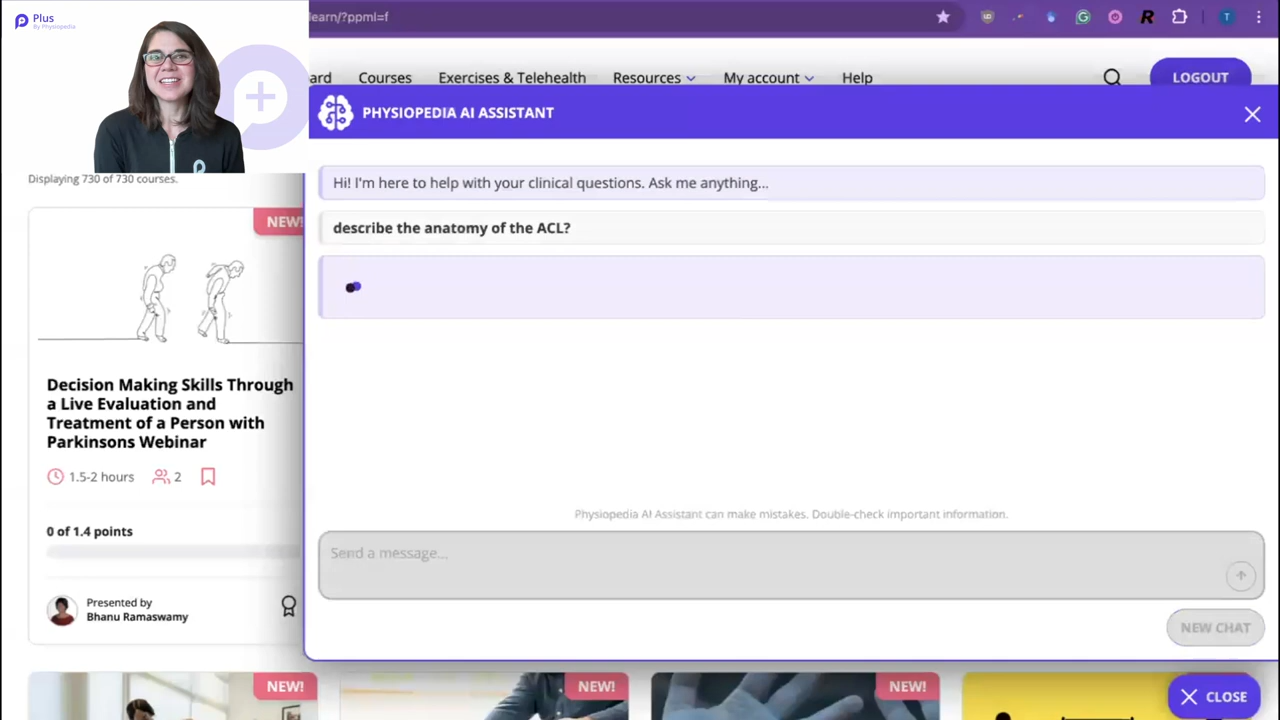 Plus
By Physiopedia
learn/?ppml=f
ard Courses Exercises & Telehealth Resources My account Help LOGOUT
PHYSIOPEDIA AI ASSISTANT
Hi! I'm here to help with your clinical questions. Ask me anything...
describe the anatomy of the ACL?
Physiopedia AI Assistant can make mistakes. Double-check important information.
Send a message...
NEW CHAT
Displaying 730 of 730 courses.
NEW!
Decision Making Skills Through
a Live Evaluation and
Treatment of a Person with
Parkinsons Webinar
1.5-2 hours 2
0 of 1.4 points
Presented by
Bhanu Ramaswamy
NEW! NEW! NEW!
CLOSE